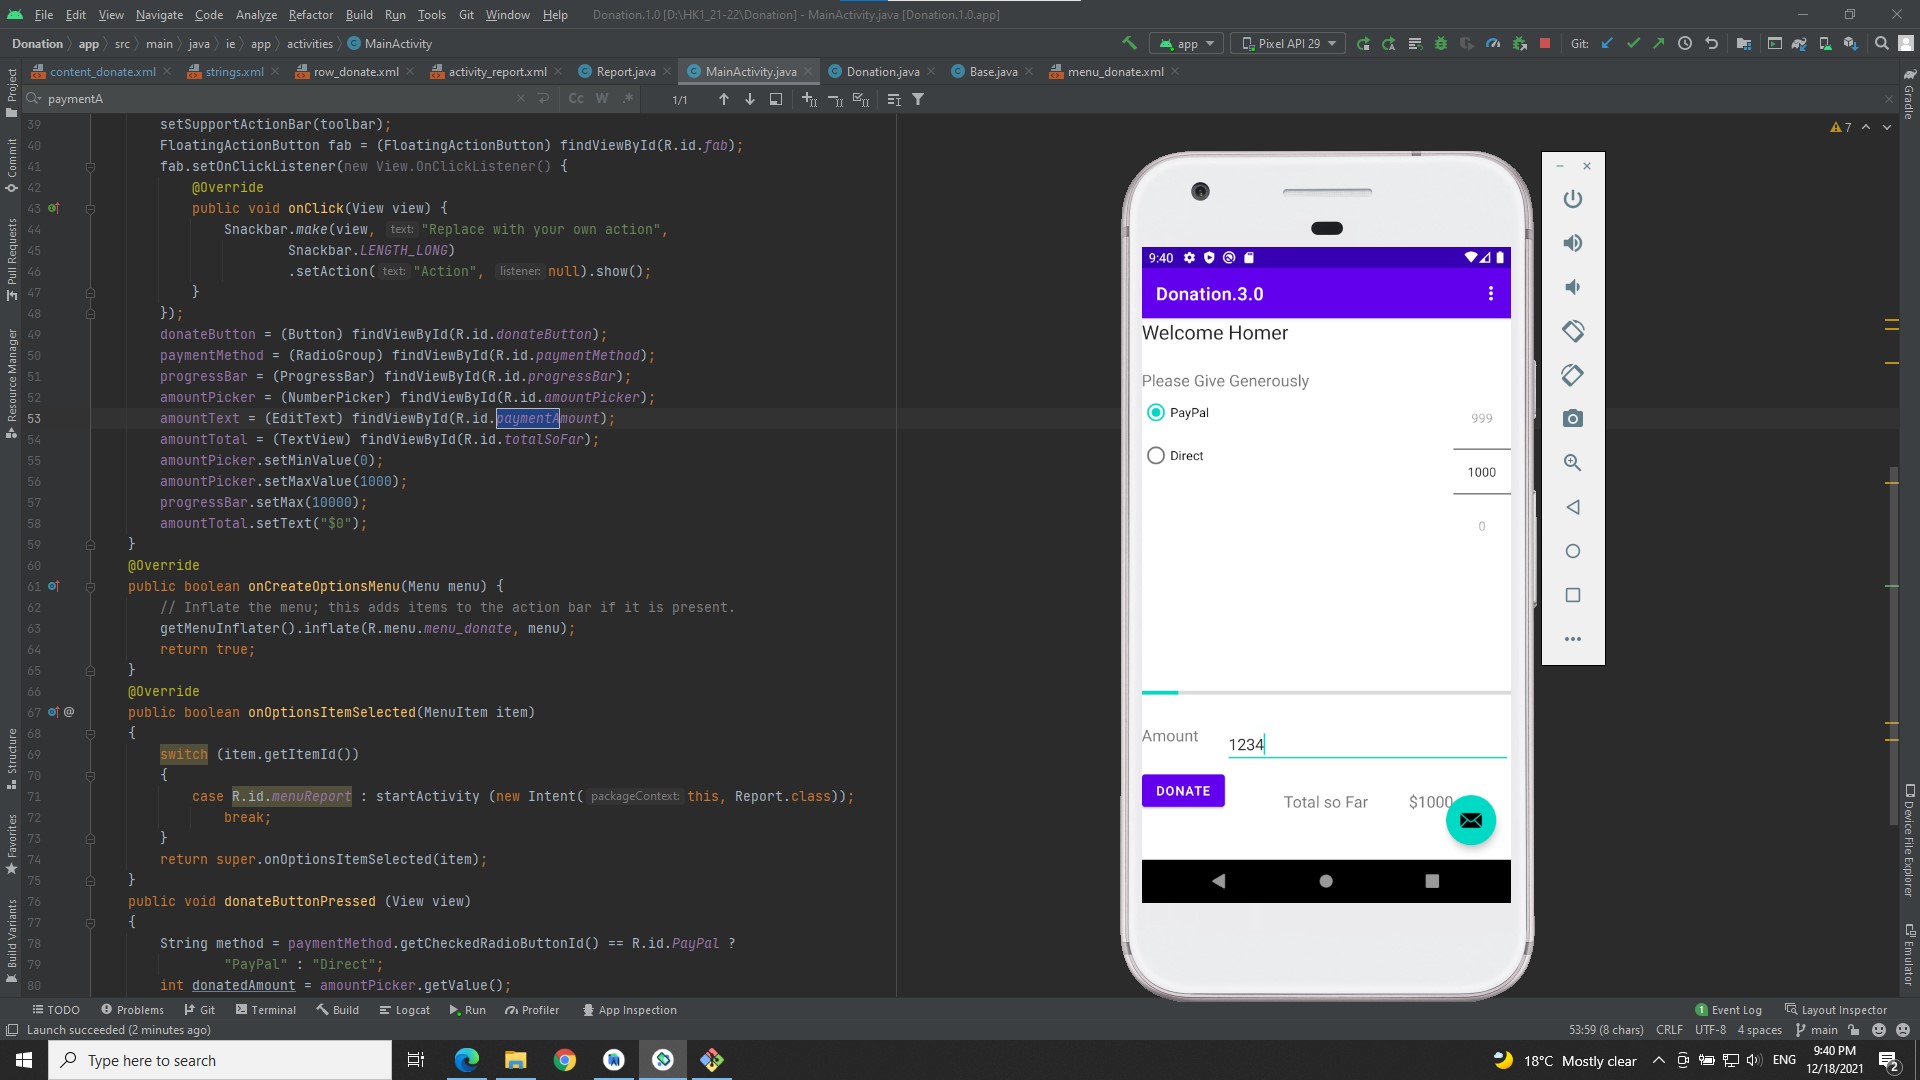 File Edit View Navigate Code Analyze Refactor Build Run Tools Git Window Help Donation.1.0 [D:\HK1_21-22\Donation] - MainActivity.java [Donation.1.0.app]
Donation app src main java ie app activities MainActivity app Pixel API 29 Git:
content_donate.xml strings.xml row_donate.xml activity_report.xml Report.java MainActivity.java Donation.java Base.java menu_donate.xml
paymentA Cc W .* 1/1
7
39 setSupportActionBar(toolbar);
40 FloatingActionButton fab = (FloatingActionButton) findViewById(R.id.fab);
41 fab.setOnClickListener(new View.OnClickListener() {
42 @Override
43 public void onClick(View view) {
44 Snackbar.make(view, text: "Replace with your own action",
45 Snackbar.LENGTH_LONG)
46 .setAction( text: "Action", listener: null).show();
47 }
48 });
49 donateButton = (Button) findViewById(R.id.donateButton);
50 paymentMethod = (RadioGroup) findViewById(R.id.paymentMethod);
51 progressBar = (ProgressBar) findViewById(R.id.progressBar);
52 amountPicker = (NumberPicker) findViewById(R.id.amountPicker);
53 amountText = (EditText) findViewById(R.id.paymentAmount);
54 amountTotal = (TextView) findViewById(R.id.totalSoFar);
55 amountPicker.setMinValue(0);
56 amountPicker.setMaxValue(1000);
57 progressBar.setMax(10000);
58 amountTotal.setText("$0");
59 }
60 @Override
61 public boolean onCreateOptionsMenu(Menu menu) {
62 // Inflate the menu; this adds items to the action bar if it is present.
63 getMenuInflater().inflate(R.menu.menu_donate, menu);
64 return true;
65 }
66 @Override
67 @ public boolean onOptionsItemSelected(MenuItem item)
68 {
69 switch (item.getItemId())
70 {
71 case R.id.menuReport : startActivity (new Intent( packageContext: this, Report.class));
72 break;
73 }
74 return super.onOptionsItemSelected(item);
75 }
76 public void donateButtonPressed (View view)
77 {
78 String method = paymentMethod.getCheckedRadioButtonId() == R.id.PayPal ?
79 "PayPal" : "Direct";
80 int donatedAmount = amountPicker.getValue();
9:40
Donation.3.0
Welcome Homer
Please Give Generously
PayPal
Direct
999
1000
0
Amount 1234
DONATE Total so Far $1000
Project
Commit
Pull Requests
Resource Manager
Structure
Favorites
Build Variants
Gradle
Device File Explorer
Emulator
TODO Problems Git Terminal Build Logcat Run Profiler App Inspection 1 Event Log Layout Inspector
Launch succeeded (2 minutes ago) 53:59 (8 chars) CRLF UTF-8 4 spaces main
Type here to search 18°C Mostly clear ENG 9:40 PM
12/18/2021 2